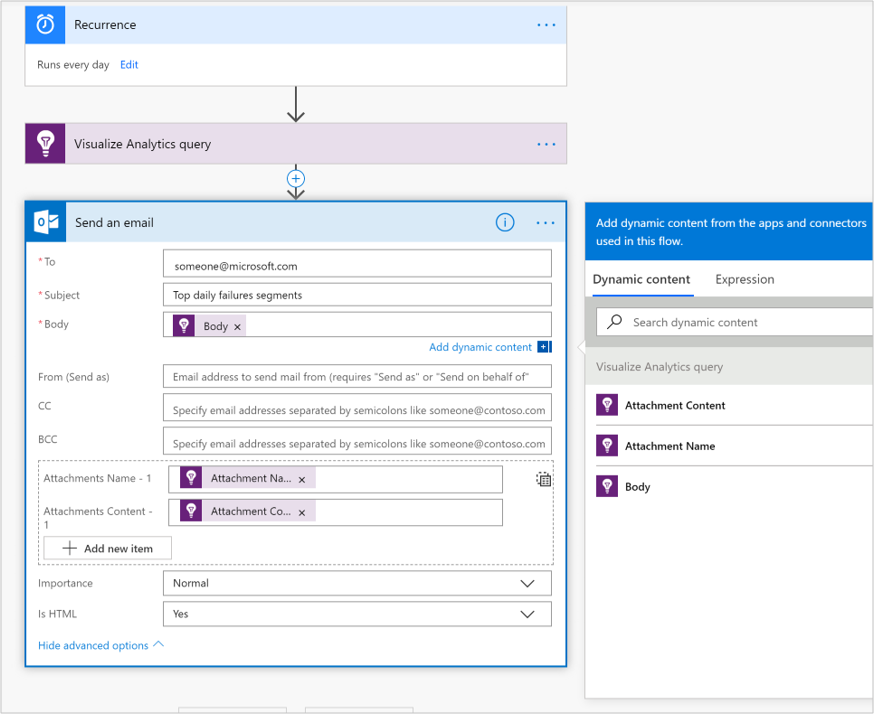 Recurrence
Runs every day Edit
Visualize Analytics query
Send an email
* To
someone@microsoft.com
* Subject
Top daily failures segments
* Body
Body ×
Add dynamic content
From (Send as)
Email address to send mail from (requires "Send as" or "Send on behalf of"
CC
Specify email addresses separated by semicolons like someone@contoso.com
BCC
Specify email addresses separated by semicolons like someone@contoso.com
Attachments Name - 1
Attachment Na... ×
Attachments Content -
1
Attachment Co... ×
Add new item
Importance
Normal
Is HTML
Yes
Hide advanced options
Add dynamic content from the apps and connectors
used in this flow.
Dynamic content Expression
Search dynamic content
Visualize Analytics query
Attachment Content
Attachment Name
Body